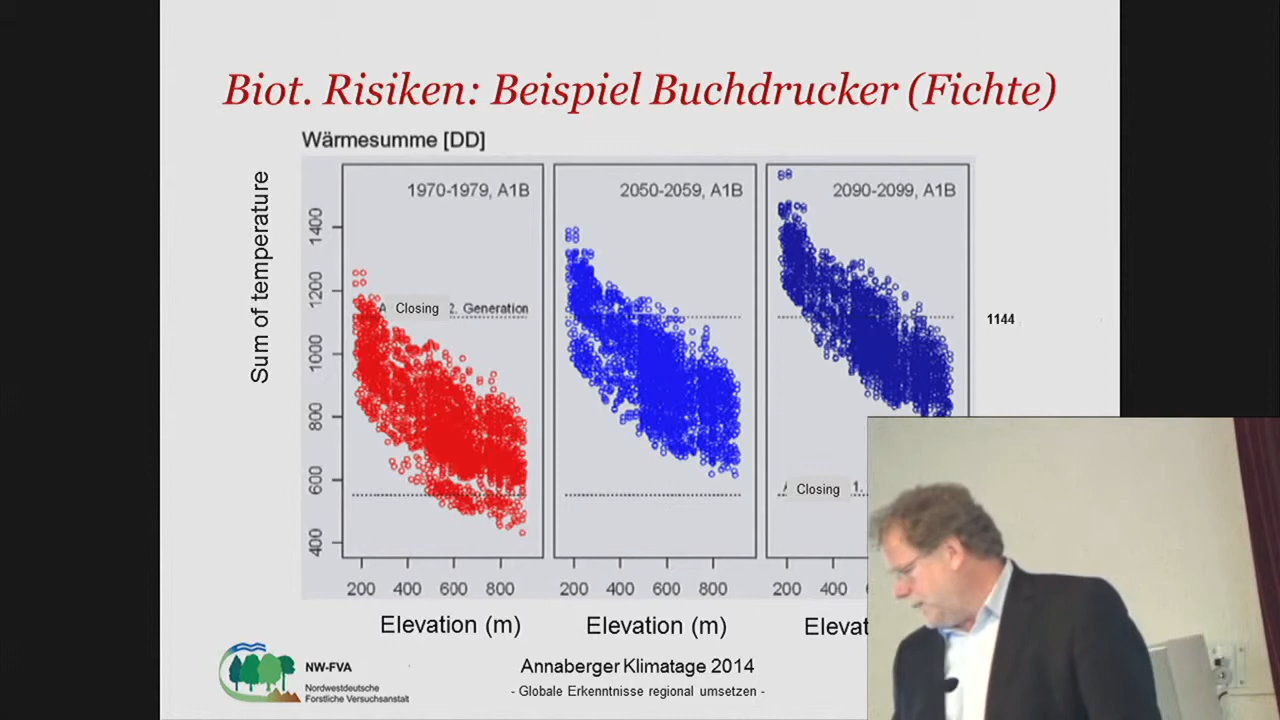 Biot. Risiken: Beispiel Buchdrucker (Fichte)
Wärmesumme [DD]
Sum of temperature
1970-1979, A1B
2050-2059, A1B
2090-2099, A1B
1400
1200
1000
800
600
400
A Closing 2. Generation
1144
Closing 1.
200 400 600 800
200 400 600 800
200 400
Elevation (m)
Elevation (m)
Elevat
NW-FVA
Nordwestdeutsche
Forstliche Versuchsanstalt
Annaberger Klimatage 2014
- Globale Erkenntnisse regional umsetzen -